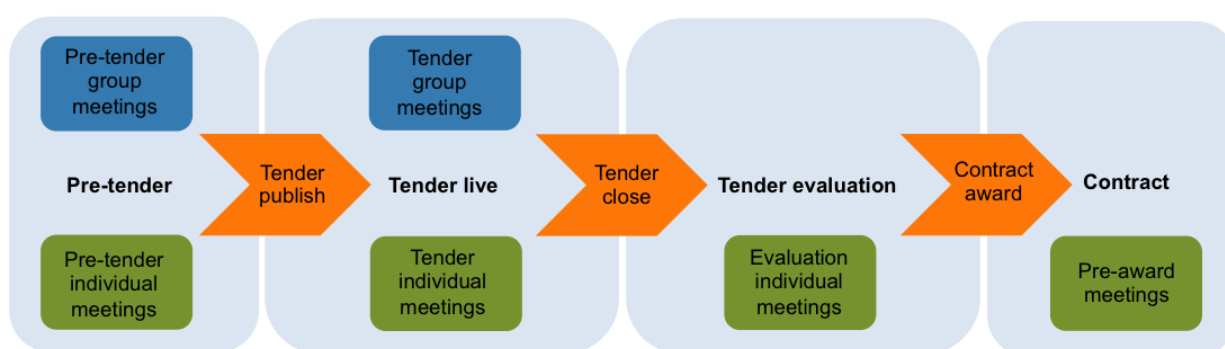 Pre-tender
group
meetings
Tender
group
meetings
Pre-tender
Tender
publish
Tender live
Tender
close
Tender evaluation
Contract
award
Contract
Pre-tender
individual
meetings
Tender
individual
meetings
Evaluation
individual
meetings
Pre-award
meetings